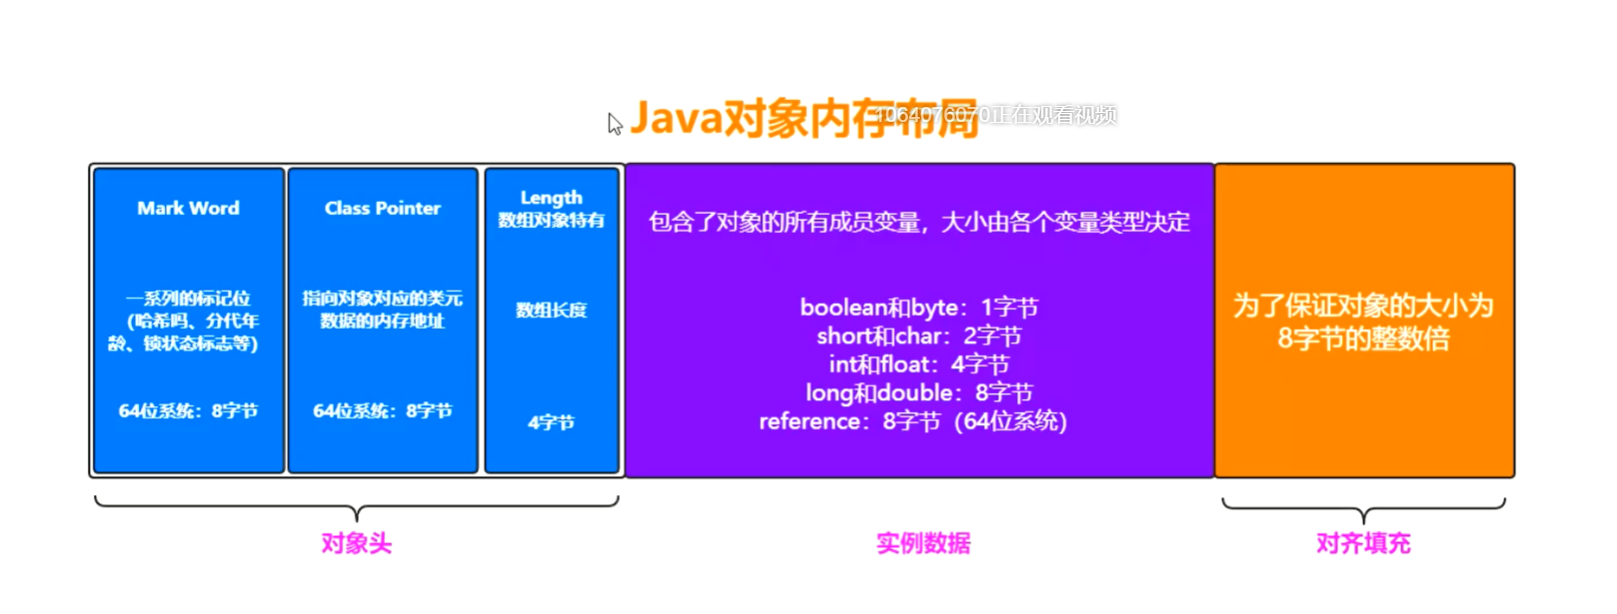 Java对象内存布局
1064076070正在观看视频
Mark Word
一系列的标记位
（哈希吗、分代年
龄、锁状态标志等）
64位系统：8字节
Class Pointer
指向对象对应的类元
数据的内存地址
64位系统：8字节
Length
数组对象特有
数组长度
4字节
包含了对象的所有成员变量，大小由各个变量类型决定
boolean和byte：1字节
short和char：2字节
int和float：4字节
long和double：8字节
reference：8字节（64位系统）
为了保证对象的大小为
8字节的整数倍
对象头
实例数据
对齐填充